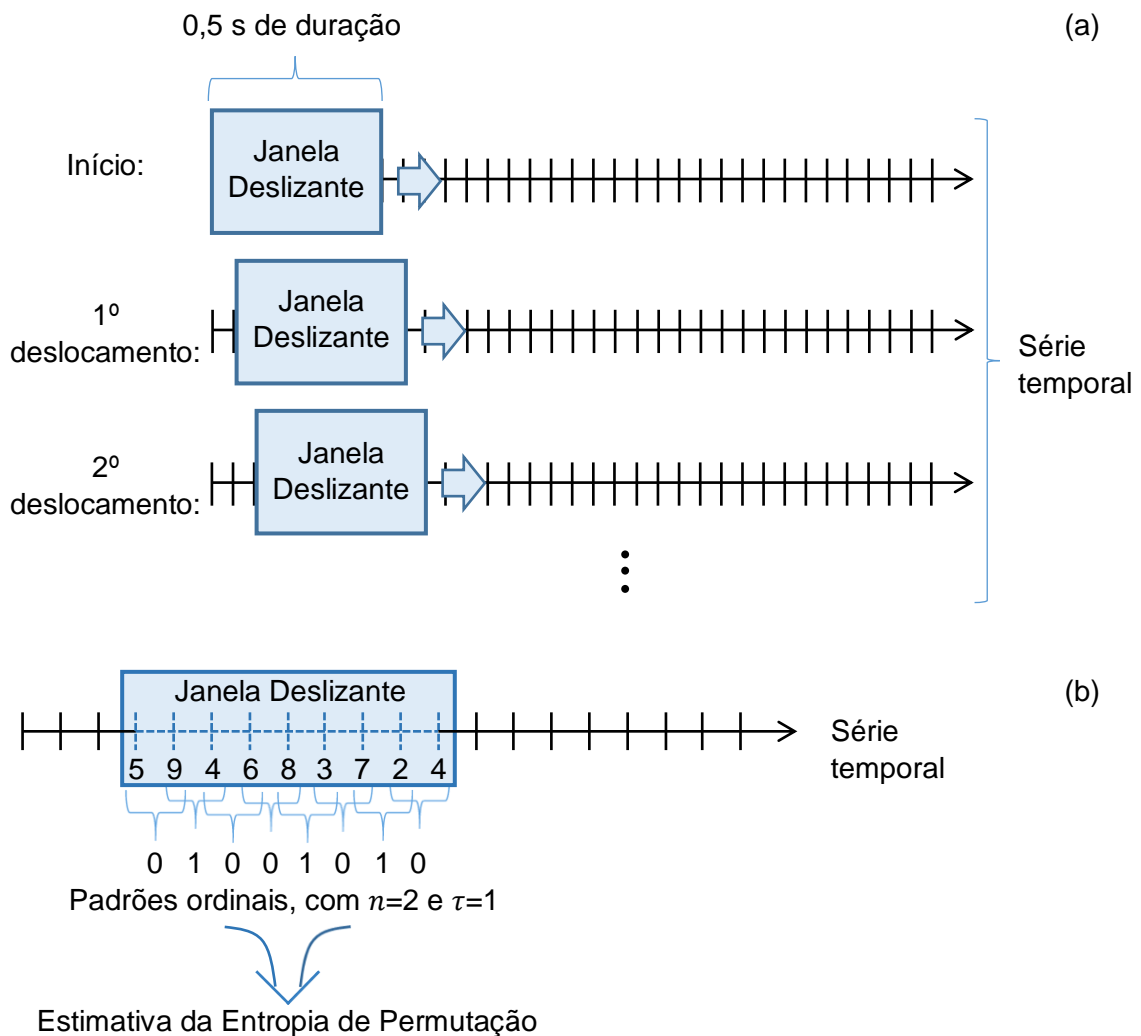 0,5 s de duração
(a)
Início:
Janela
Deslizante
1º
deslocamento:
Janela
Deslizante
Série
temporal
2º
deslocamento:
Janela
Deslizante
(b)
Janela Deslizante
5 9 4 6 8 3 7 2 4
Série
temporal
0 1 0 0 1 0 1 0
Padrões ordinais, com n=2 e τ=1
Estimativa da Entropia de Permutação